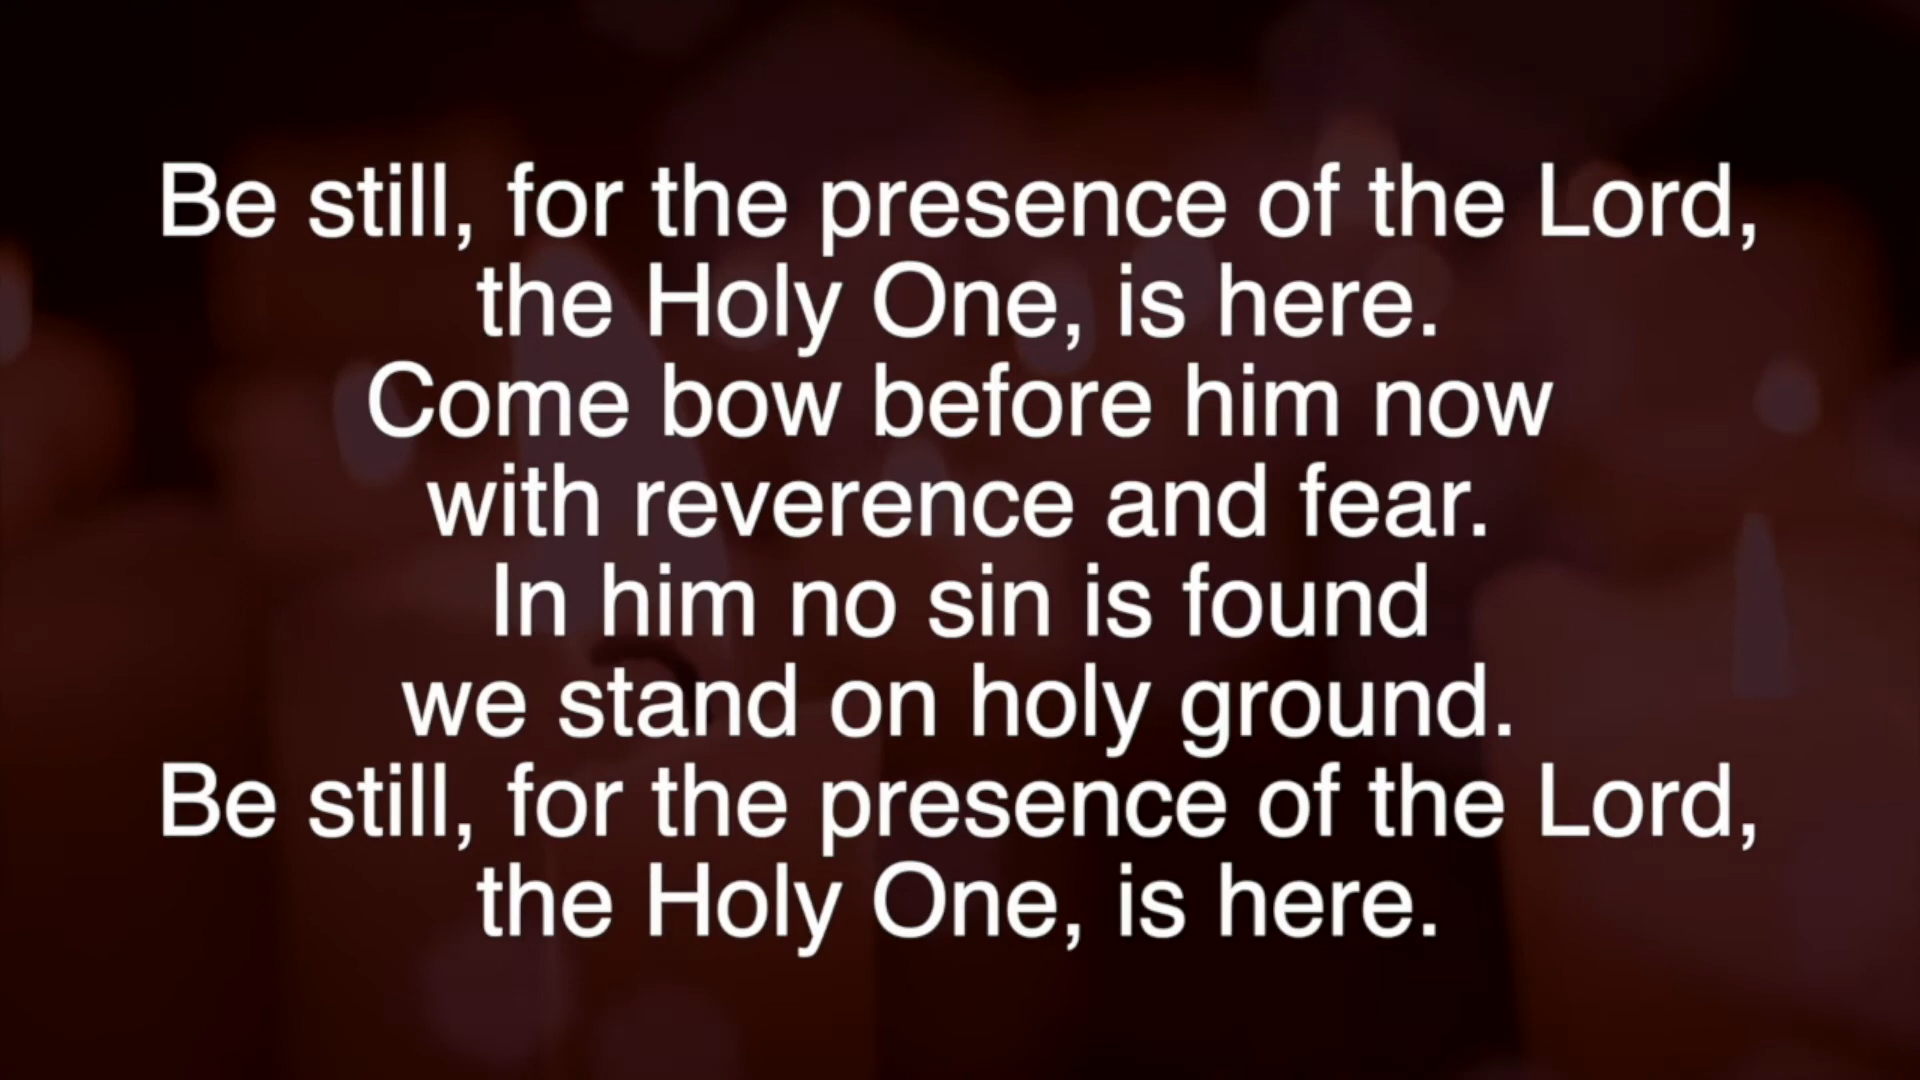 Be still, for the presence of the Lord,
the Holy One, is here.
Come bow before him now
with reverence and fear.
In him no sin is found
we stand on holy ground.
Be still, for the presence of the Lord,
the Holy One, is here.